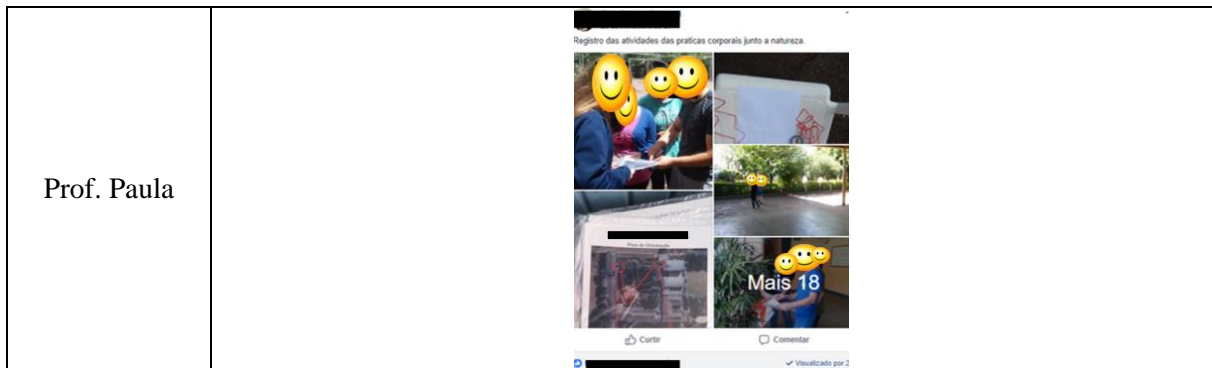 Prof. Paula
Registro das atividades das praticas corporais junto a natureza.
Mais 18
Curtir
Comentar
Visualizado por 2